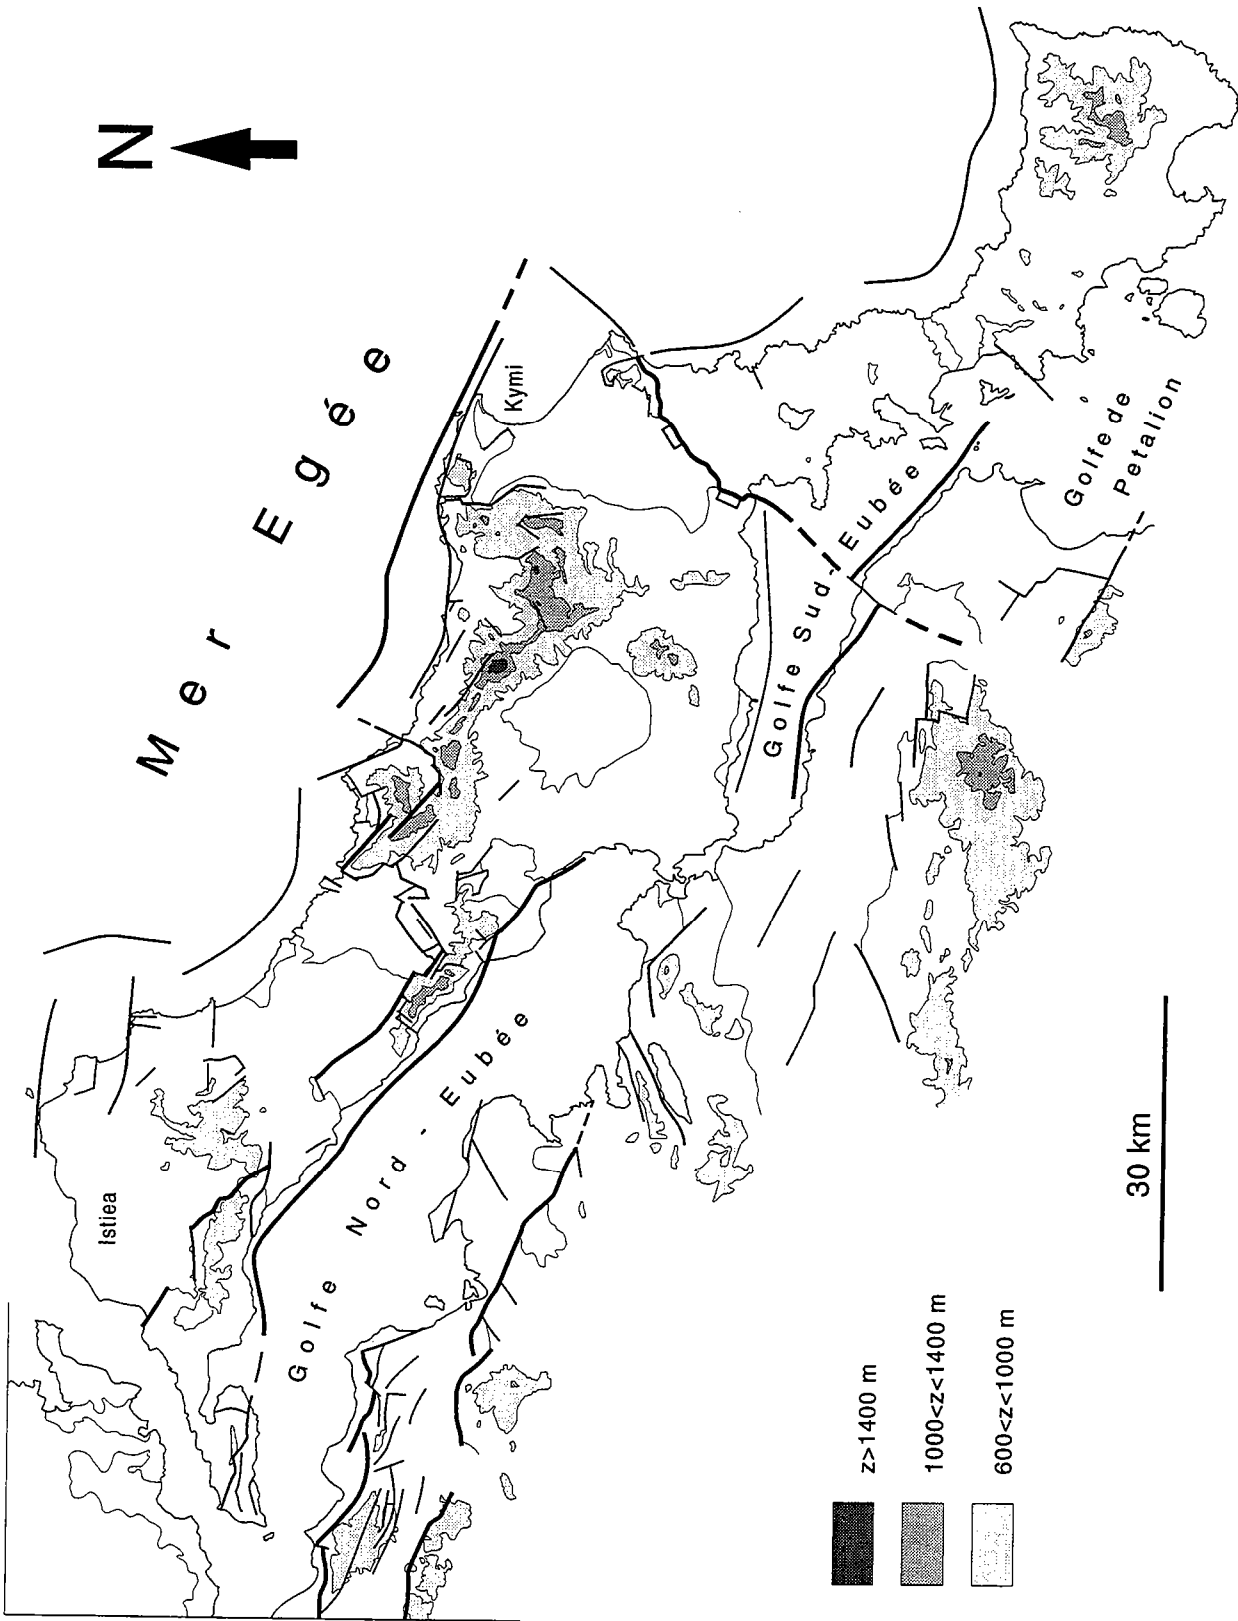 N
Mer Egée
Kymi
Istiea
Golfe Nord - Eubée
Golfe Sud - Eubée
Golfe de
Petalion
z>1400 m
1000<z<1400 m
600<z<1000 m
30 km